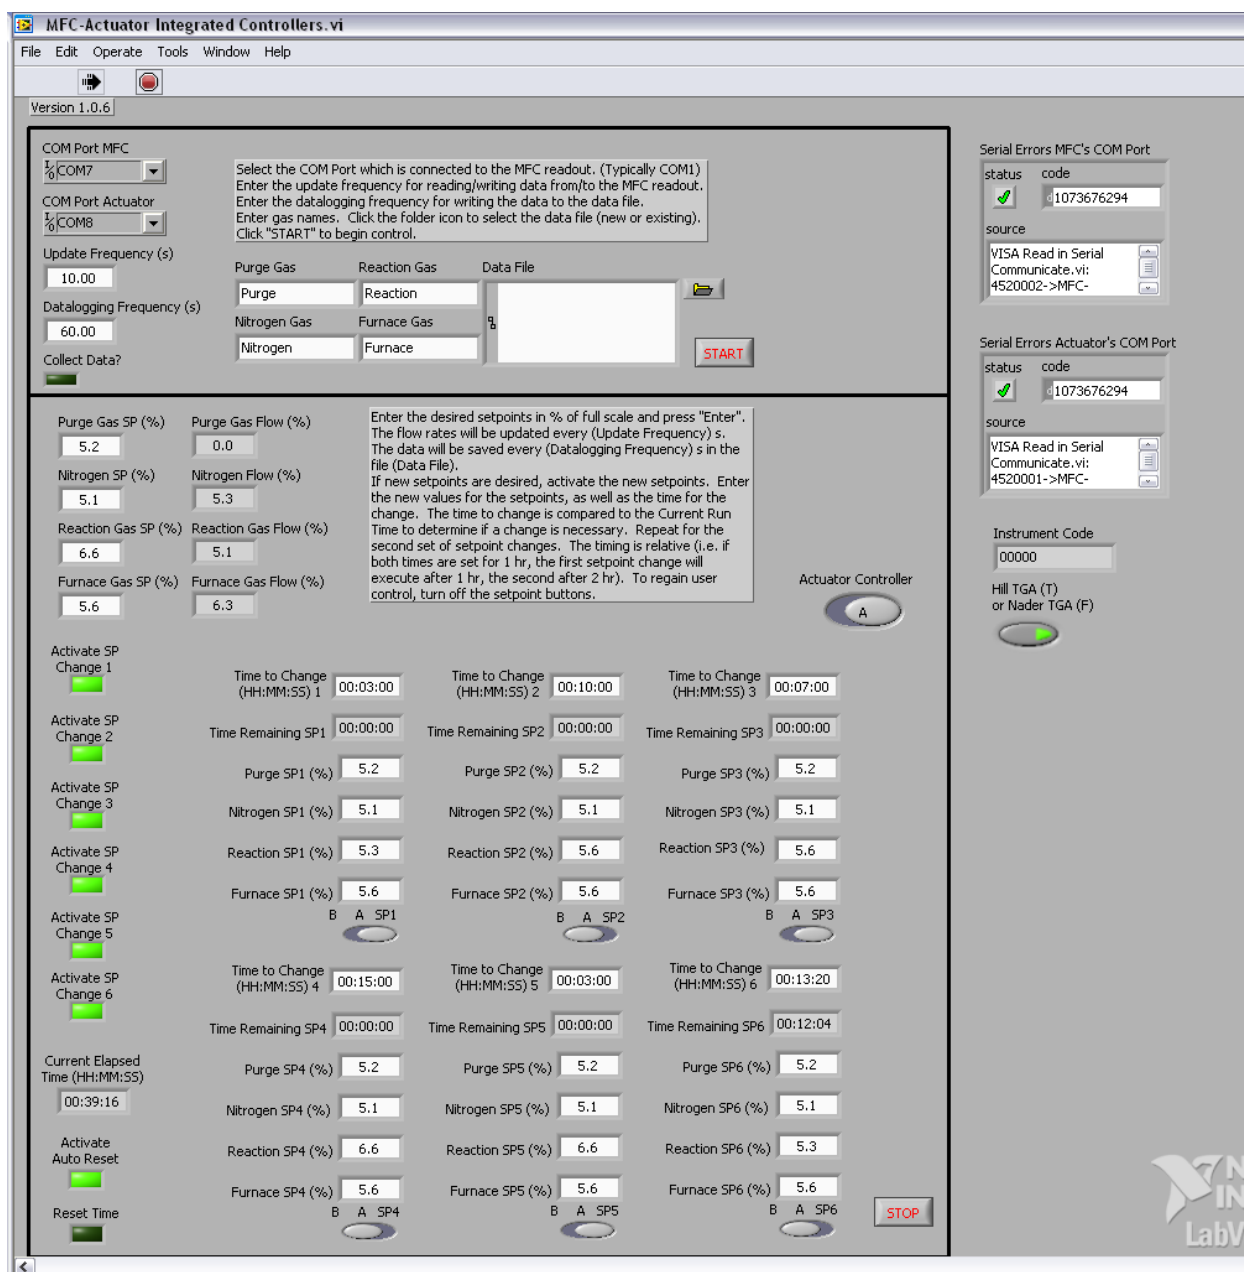 MFC-Actuator Integrated Controllers.vi
File Edit Operate Tools Window Help
Version 1.0.6
COM Port MFC
COM7
COM Port Actuator
COM8
Update Frequency (s)
10.00
Datalogging Frequency (s)
60.00
Collect Data?
Select the COM Port which is connected to the MFC readout. (Typically COM1)
Enter the update frequency for reading/writing data from/to the MFC readout.
Enter the datalogging frequency for writing the data to the data file.
Enter gas names. Click the folder icon to select the data file (new or existing).
Click "START" to begin control.
Purge Gas Reaction Gas Data File
Purge Reaction
Nitrogen Gas Furnace Gas
Nitrogen Furnace
START
Serial Errors MFC's COM Port
status code
1073676294
source
VISA Read in Serial
Communicate.vi:
4520002->MFC-
Serial Errors Actuator's COM Port
status code
1073676294
source
VISA Read in Serial
Communicate.vi:
4520001->MFC-
Instrument Code
00000
Hill TGA (T)
or Nader TGA (F)
Purge Gas SP (%) Purge Gas Flow (%)
5.2 0.0
Nitrogen SP (%) Nitrogen Flow (%)
5.1 5.3
Reaction Gas SP (%) Reaction Gas Flow (%)
6.6 5.1
Furnace Gas SP (%) Furnace Gas Flow (%)
5.6 6.3
Enter the desired setpoints in % of full scale and press "Enter".
The flow rates will be updated every (Update Frequency) s.
The data will be saved every (Datalogging Frequency) s in the
file (Data File).
If new setpoints are desired, activate the new setpoints. Enter
the new values for the setpoints, as well as the time for the
change. The time to change is compared to the Current Run
Time to determine if a change is necessary. Repeat for the
second set of setpoint changes. The timing is relative (i.e. if
both times are set for 1 hr, the first setpoint change will
execute after 1 hr, the second after 2 hr). To regain user
control, turn off the setpoint buttons.
Actuator Controller
A
Activate SP
Change 1
Activate SP
Change 2
Activate SP
Change 3
Activate SP
Change 4
Activate SP
Change 5
Activate SP
Change 6
Current Elapsed
Time (HH:MM:SS)
00:39:16
Activate
Auto Reset
Reset Time
Time to Change
(HH:MM:SS) 1 00:03:00
Time Remaining SP1 00:00:00
Purge SP1 (%) 5.2
Nitrogen SP1 (%) 5.1
Reaction SP1 (%) 5.3
Furnace SP1 (%) 5.6
B A SP1
Time to Change
(HH:MM:SS) 2 00:10:00
Time Remaining SP2 00:00:00
Purge SP2 (%) 5.2
Nitrogen SP2 (%) 5.1
Reaction SP2 (%) 5.6
Furnace SP2 (%) 5.6
B A SP2
Time to Change
(HH:MM:SS) 3 00:07:00
Time Remaining SP3 00:00:00
Purge SP3 (%) 5.2
Nitrogen SP3 (%) 5.1
Reaction SP3 (%) 5.6
Furnace SP3 (%) 5.6
B A SP3
Time to Change
(HH:MM:SS) 4 00:15:00
Time Remaining SP4 00:00:00
Purge SP4 (%) 5.2
Nitrogen SP4 (%) 5.1
Reaction SP4 (%) 6.6
Furnace SP4 (%) 5.6
B A SP4
Time to Change
(HH:MM:SS) 5 00:03:00
Time Remaining SP5 00:00:00
Purge SP5 (%) 5.2
Nitrogen SP5 (%) 5.1
Reaction SP5 (%) 6.6
Furnace SP5 (%) 5.6
B A SP5
Time to Change
(HH:MM:SS) 6 00:13:20
Time Remaining SP6 00:12:04
Purge SP6 (%) 5.2
Nitrogen SP6 (%) 5.1
Reaction SP6 (%) 5.3
Furnace SP6 (%) 5.6
B A SP6
STOP
N
IN
LabV